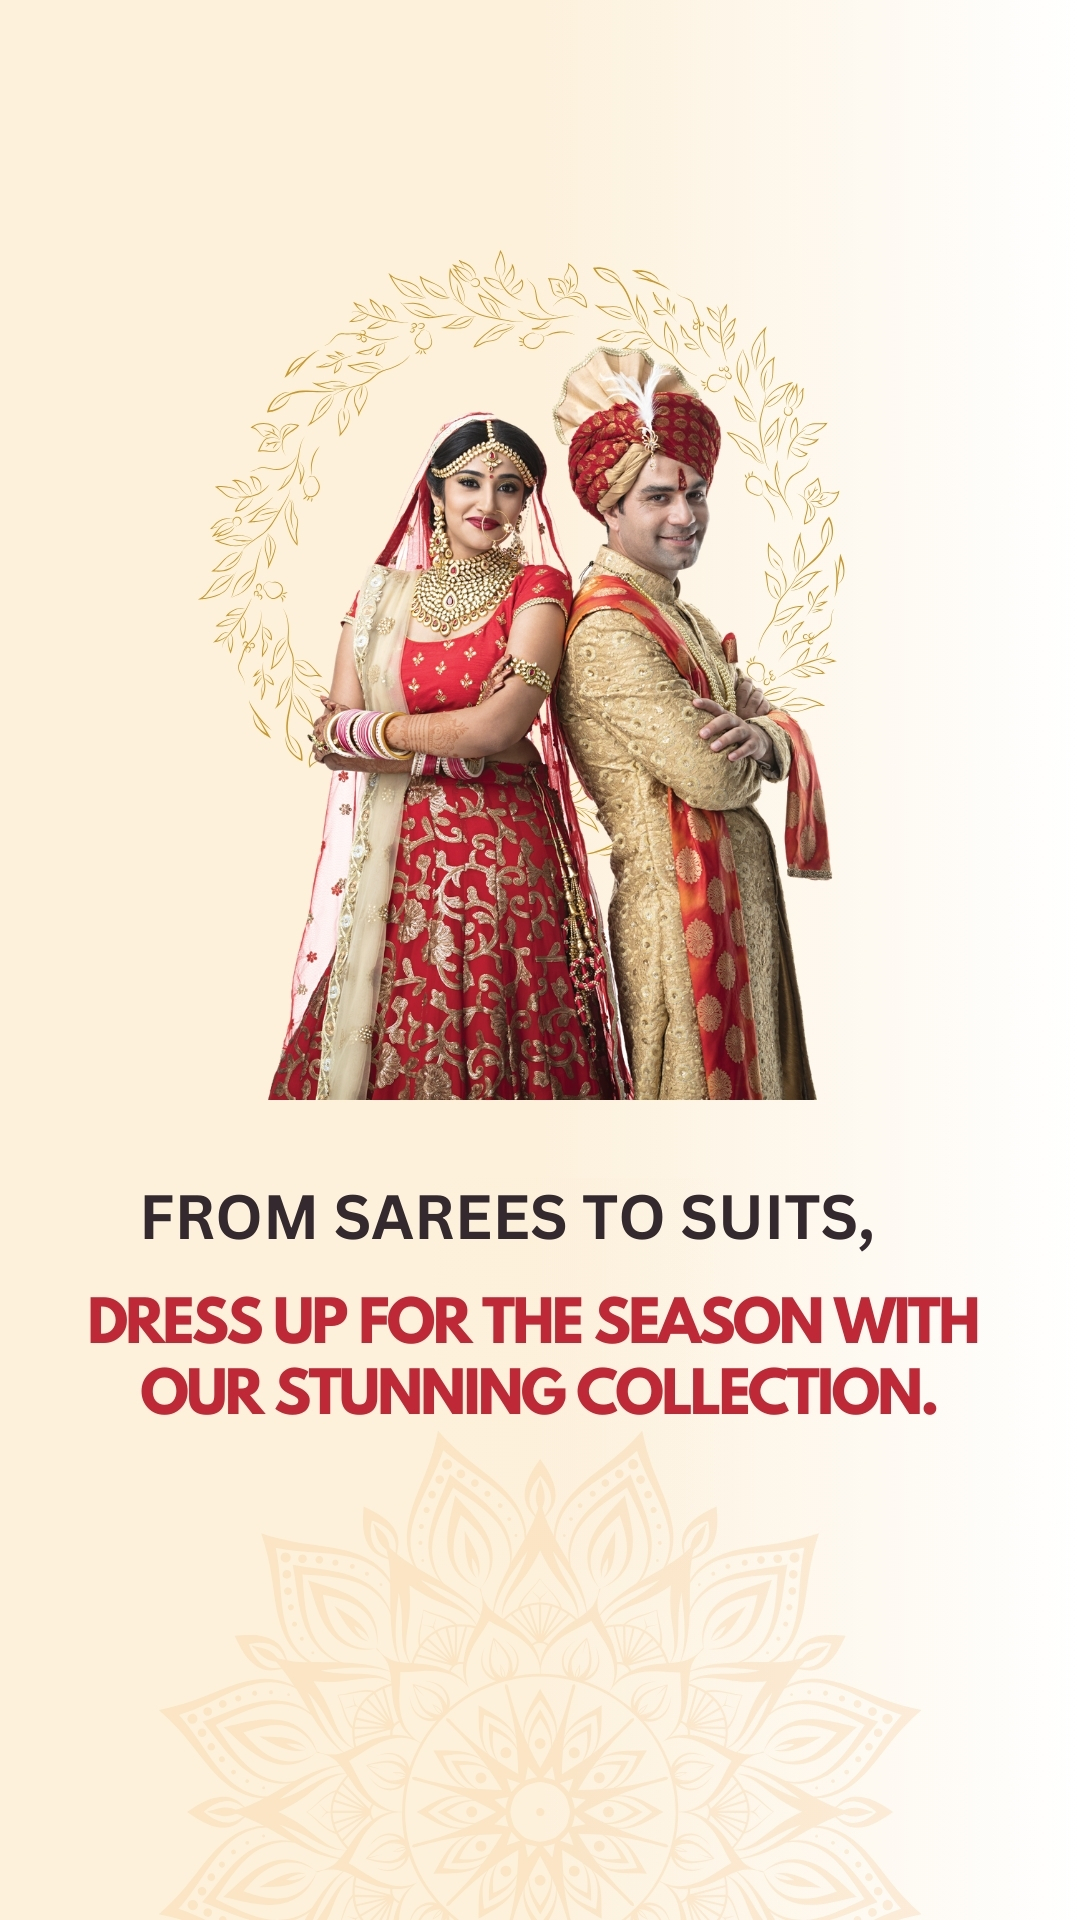 FROM SAREES TO SUITS,
DRESS UP FOR THE SEASON WITH
OUR STUNNING COLLECTION.